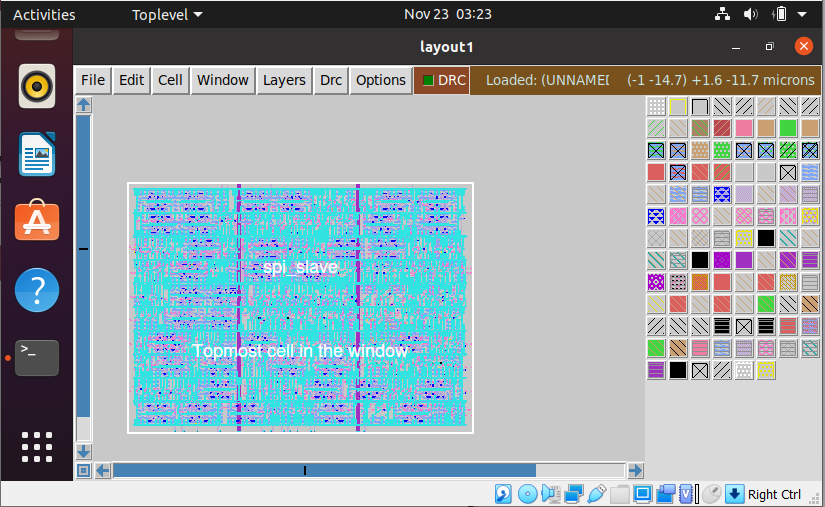 Activities
Toplevel
Nov 23 03:23
layout1
File Edit Cell Window Layers Drc Options DRC Loaded: (UNNAMED (-1 -14.7) +1.6 -11.7 microns
spi_slave
Topmost cell in the window
>_
?
Right Ctrl